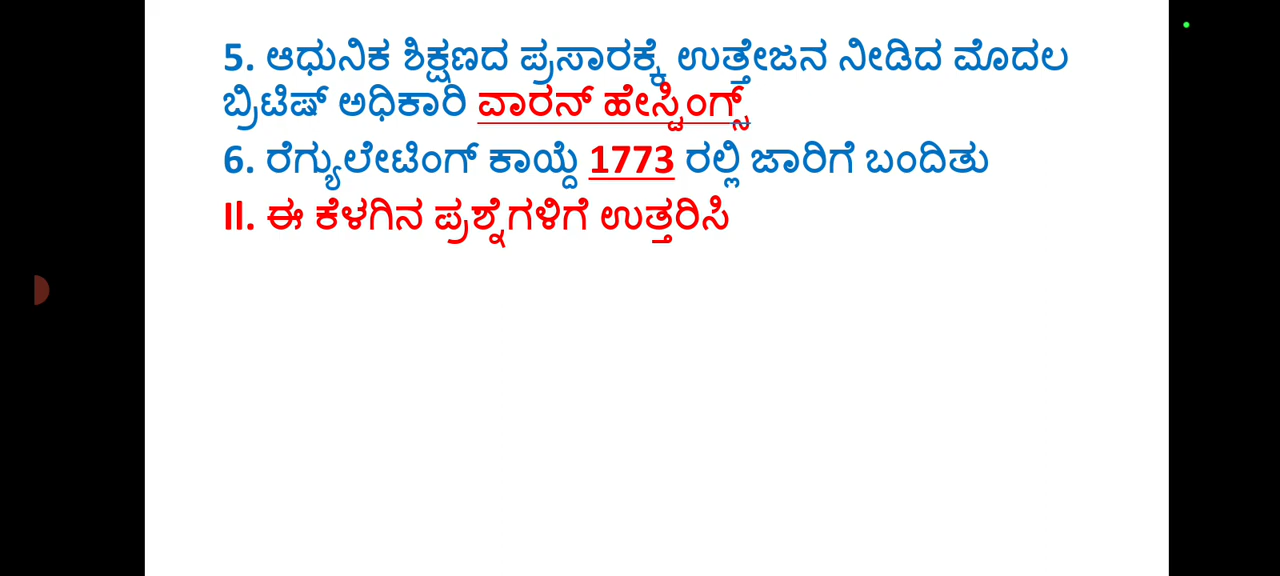 5. ಆಧುನಿಕ ಶಿಕ್ಷಣದ ಪ್ರಸಾರಕ್ಕೆ ಉತ್ತೇಜನ ನೀಡಿದ ಮೊದಲ
ಬ್ರಿಟಿಷ್ ಅಧಿಕಾರಿ ವಾರನ್ ಹೇಸ್ಟಿಂಗ್ಸ್
6. ರೆಗ್ಯುಲೇಟಿಂಗ್ ಕಾಯ್ದೆ 1773 ರಲ್ಲಿ ಜಾರಿಗೆ ಬಂದಿತು
II. ಈ ಕೆಳಗಿನ ಪ್ರಶ್ನೆಗಳಿಗೆ ಉತ್ತರಿಸಿ